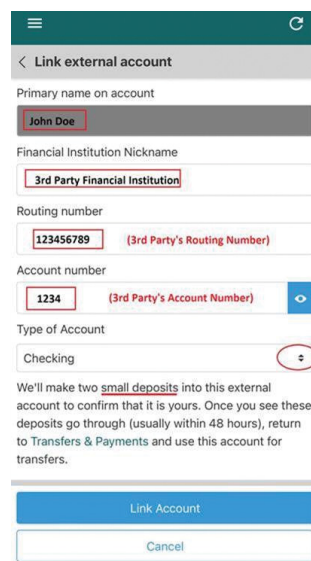 Link external account
Primary name on account
John Doe
Financial Institution Nickname
3rd Party Financial Institution
Routing number
123456789 (3rd Party's Routing Number)
Account number
1234 (3rd Party's Account Number)
Type of Account
Checking
We'll make two small deposits into this external
account to confirm that it is yours. Once you see these
deposits go through (usually within 48 hours), return
to Transfers & Payments and use this account for
transfers.
Link Account
Cancel